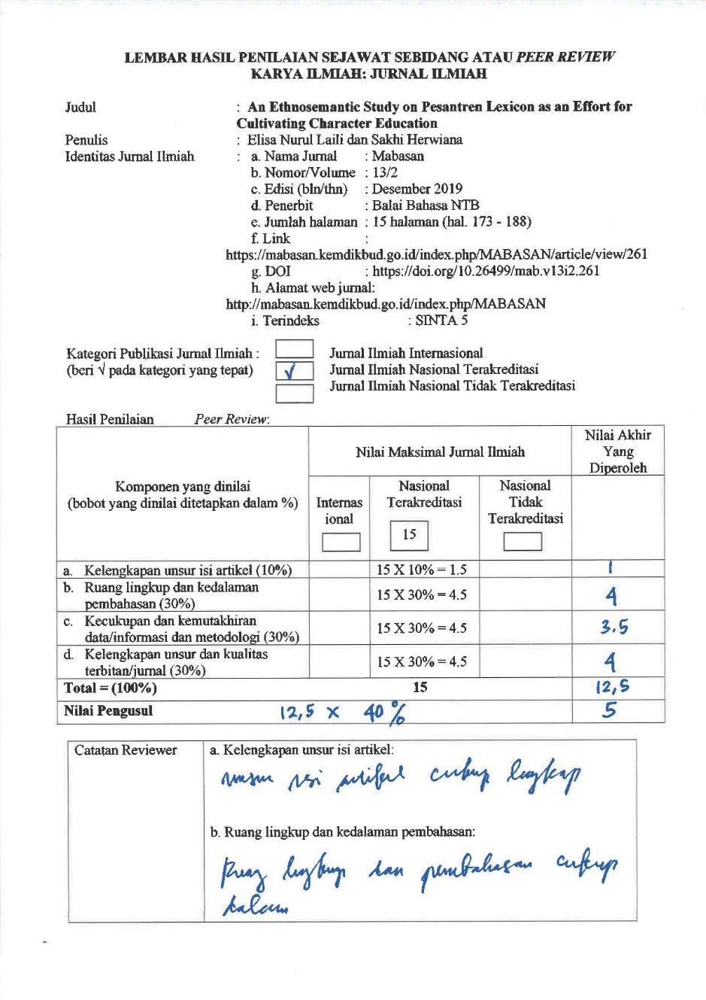 LEMBAR HASIL PENILAIAN SEJAWAT SEBIDANG ATAU PEER REVIEW
KARYA ILMIAH: JURNAL ILMIAH
Judul : An Ethnosemantic Study on Pesantren Lexicon as an Effort for
Cultivating Character Education
Penulis : Elisa Nurul Laili dan Sakhi Herwiana
Identitas Jurnal Ilmiah : a. Nama Jurnal : Mabasan
b. Nomor/Volume : 13/2
c. Edisi (bln/thn) : Desember 2019
d. Penerbit : Balai Bahasa NTB
e. Jumlah halaman : 15 halaman (hal. 173 - 188)
f. Link :
https://mabasan.kemdikbud.go.id/index.php/MABASAN/article/view/261
g. DOI : https://doi.org/10.26499/mab.v13i2.261
h. Alamat web jurnal:
http://mabasan.kemdikbud.go.id/index.php/MABASAN
i. Terindeks : SINTA 5
Kategori Publikasi Jurnal Ilmiah : Jurnal Ilmiah Internasional
(beri √ pada kategori yang tepat) √ Jurnal Ilmiah Nasional Terakreditasi
Jurnal Ilmiah Nasional Tidak Terakreditasi
Hasil Penilaian Peer Review:
Komponen yang dinilai
(bobot yang dinilai ditetapkan dalam %)
Nilai Maksimal Jurnal Ilmiah
Nilai Akhir
Yang
Diperoleh
Internas
ional
Nasional
Terakreditasi
15
Nasional
Tidak
Terakreditasi
a. Kelengkapan unsur isi artikel (10%) 15 X 10% = 1.5 1
b. Ruang lingkup dan kedalaman
pembahasan (30%) 15 X 30% = 4.5 4
c. Kecukupan dan kemutakhiran
data/informasi dan metodologi (30%) 15 X 30% = 4.5 3.5
d. Kelengkapan unsur dan kualitas
terbitan/jurnal (30%) 15 X 30% = 4.5 4
Total = (100%) 15 12,5
Nilai Pengusul 12,5 x 40 % 5
Catatan Reviewer a. Kelengkapan unsur isi artikel:
unsur isi artikel cukup lengkap
b. Ruang lingkup dan kedalaman pembahasan:
Ruang lingkup dan pembahasan cukup
dalam